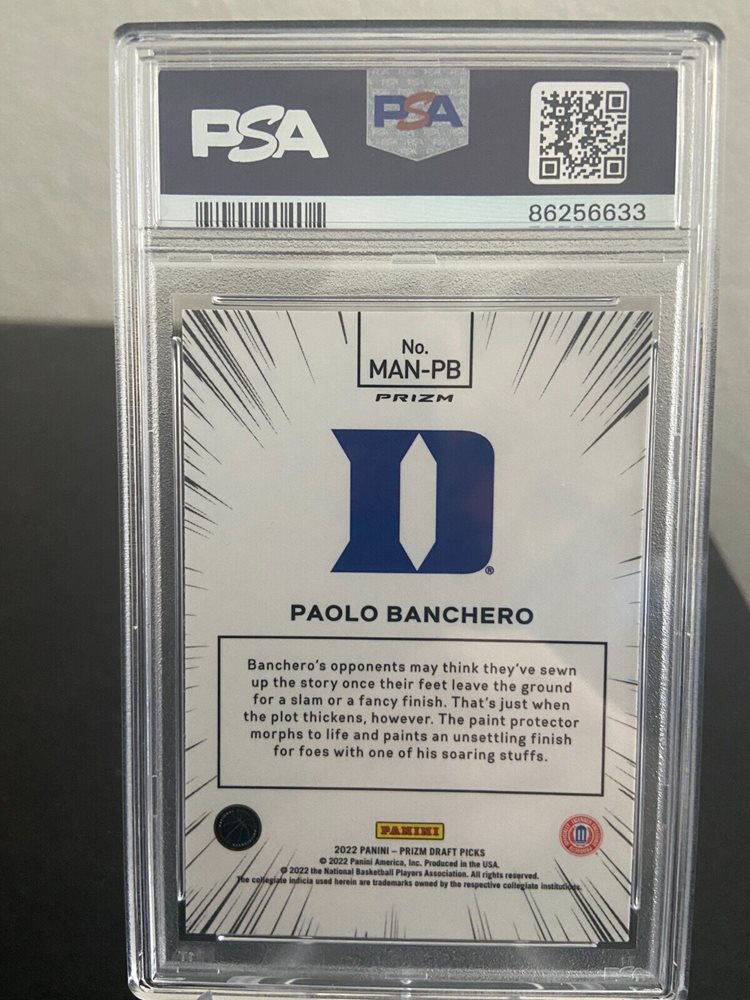 PSA
PSA
86256633
No.
MAN-PB
PRIZM
D
®
PAOLO BANCHERO
Banchero's opponents may think they've sewn
up the story once their feet leave the ground
for a slam or a fancy finish. That's just when
the plot thickens, however. The paint protector
morphs to life and paints an unsettling finish
for foes with one of his soaring stuffs.
PANINI
2022 PANINI – PRIZM DRAFT PICKS
© 2022 Panini America, Inc. Produced in the USA.
© 2022 the National Basketball Players Association. All rights reserved.
The collegiate indicia used herein are trademarks owned by the respective collegiate institutions.